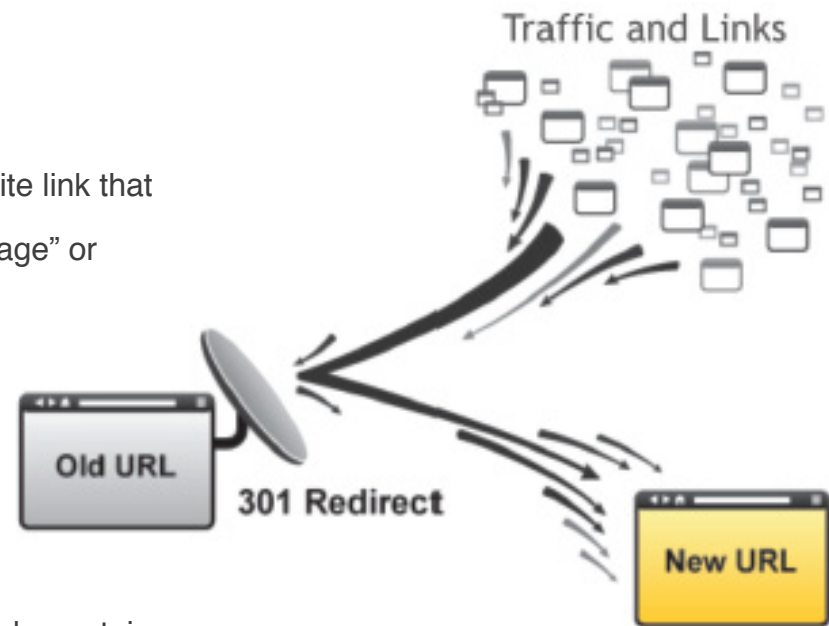 Traffic and Links
ite link that
age” or
Old URL
301 Redirect
New URL